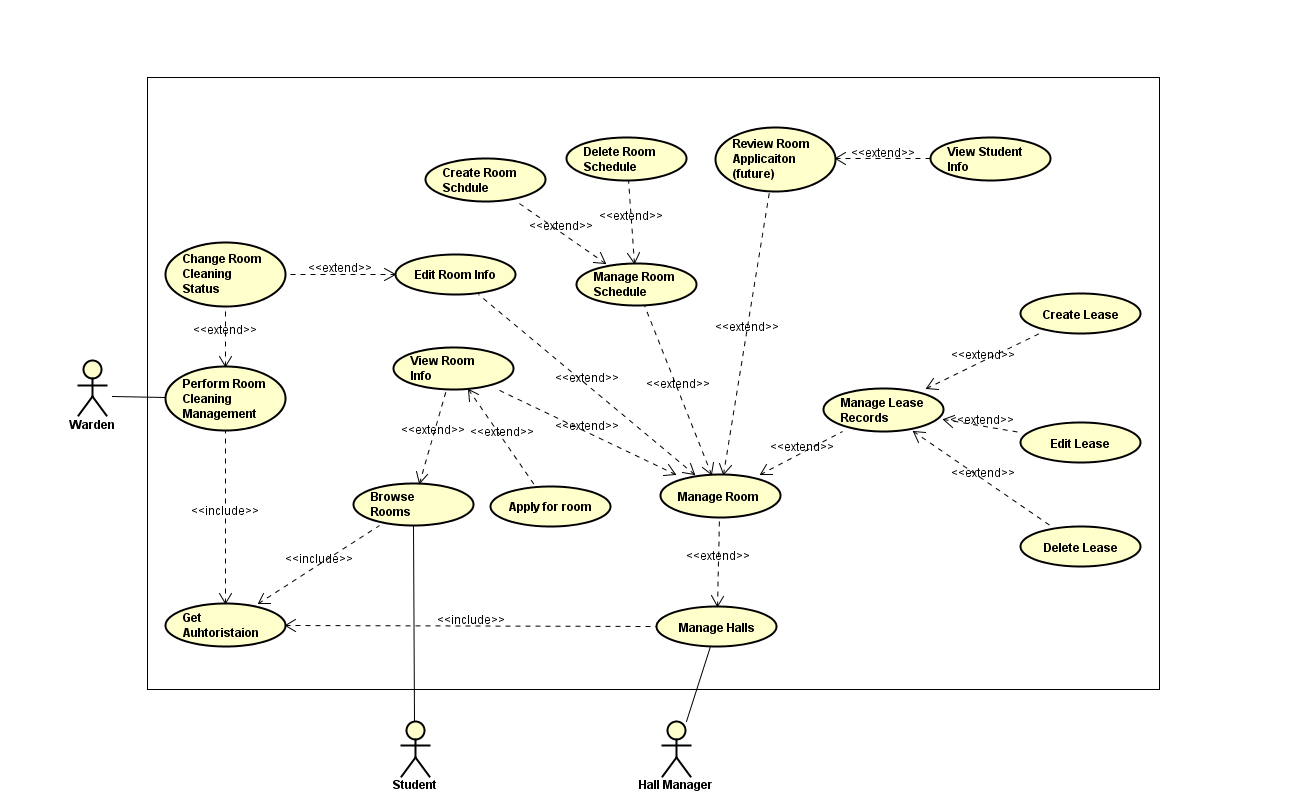 Delete Room
Schedule
Review Room
Applicaiton
(future)
<<extend>>
View Student
Info
Create Room
Schdule
<<extend>>
<<extend>>
Change Room
Cleaning
Status
<<extend>>
Edit Room Info
Manage Room
Schedule
<<extend>>
<<extend>>
Create Lease
<<extend>>
View Room
Info
<<extend>>
<<extend>>
Perform Room
Cleaning
Management
Warden
Manage Lease
Records
<<extend>>
<<extend>>
<<extend>>
<<extend>>
<<extend>>
Edit Lease
<<extend>>
<<extend>>
Browse
Rooms
Apply for room
Manage Room
<<include>>
<<include>>
<<extend>>
Delete Lease
Get
Auhtoristaion
<<include>>
Manage Halls
Student
Hall Manager